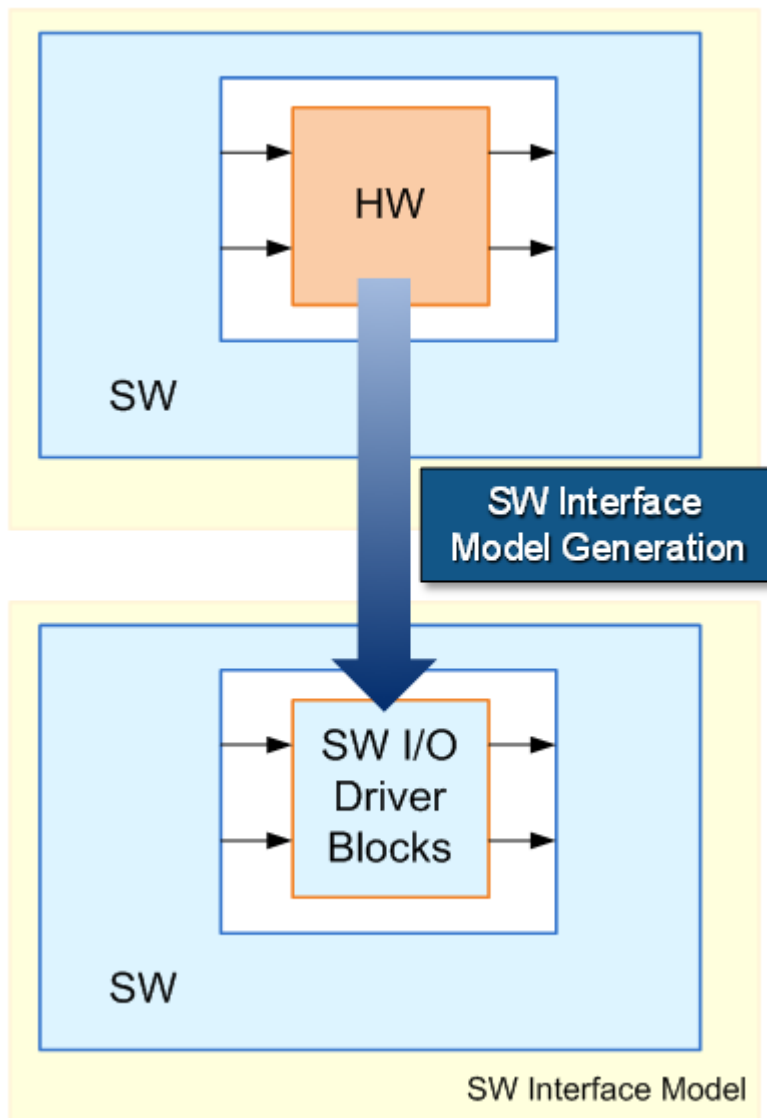 HW
SW
SW Interface
Model Generation
SW I/O
Driver
Blocks
SW
SW Interface Model